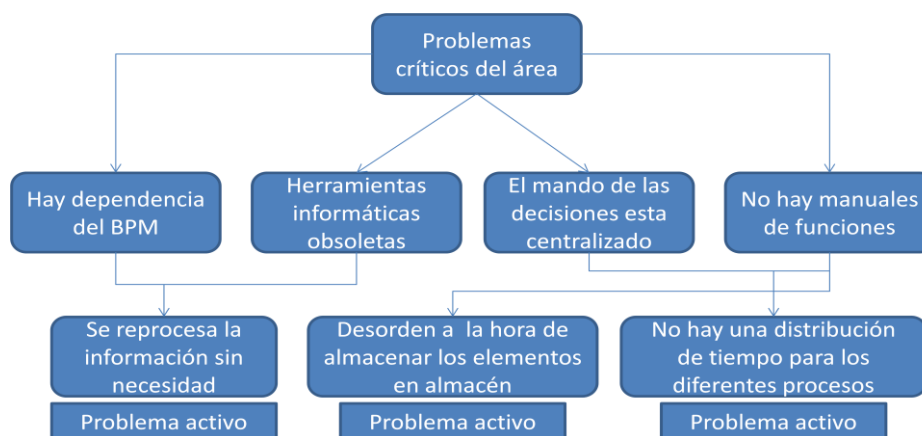 Problemas
críticos del área
Hay dependencia
del BPM
Herramientas
informáticas
obsoletas
El mando de las
decisiones esta
centralizado
No hay manuales
de funciones
Se reprocesa la
información sin
necesidad
Desorden a  la hora de
almacenar los elementos
en almacén
No hay una distribución
de tiempo para los
diferentes procesos
Problema activo
Problema activo
Problema activo